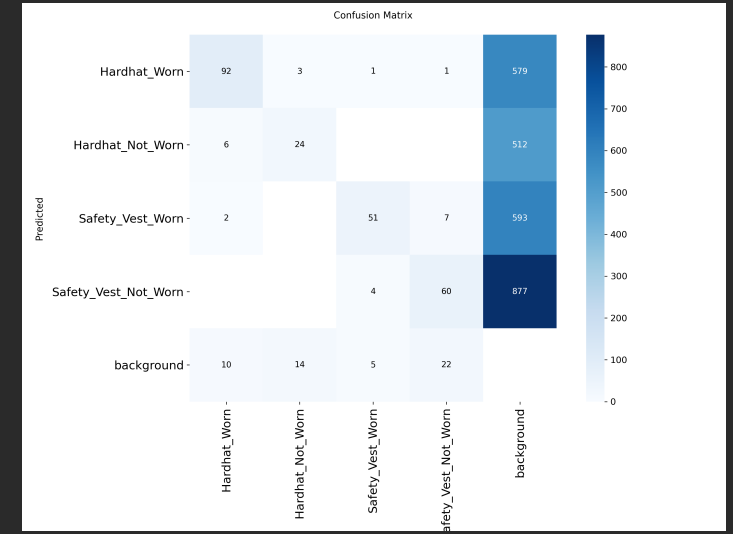 Confusion Matrix
Hardhat_Worn 92 3 1 1 579
Hardhat_Not_Worn 6 24 512
Safety_Vest_Worn 2 51 7 593
Safety_Vest_Not_Worn 4 60 877
background 10 14 5 22
Predicted
Hardhat_Worn
Hardhat_Not_Worn
Safety_Vest_Worn
afety_Vest_Not_Worn
background
800
700
600
500
400
300
200
100
0